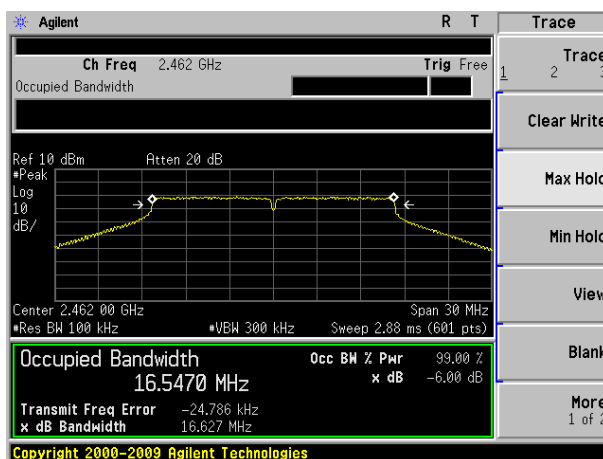 Agilent R T Trace
Ch Freq 2.462 GHz Trig Free
Occupied Bandwidth
Trace
1 2
Clear Write
Max Hold
Min Hold
View
Blank
More
1 of 2
Ref 10 dBm Atten 20 dB
#Peak
Log
10
dB/
Center 2.462 00 GHz Span 30 MHz
#Res BW 100 kHz #VBW 300 kHz Sweep 2.88 ms (601 pts)
Occupied Bandwidth Occ BW % Pwr 99.00 %
16.5470 MHz x dB -6.00 dB
Transmit Freq Error -24.786 kHz
x dB Bandwidth 16.627 MHz
Copyright 2000-2009 Agilent Technologies